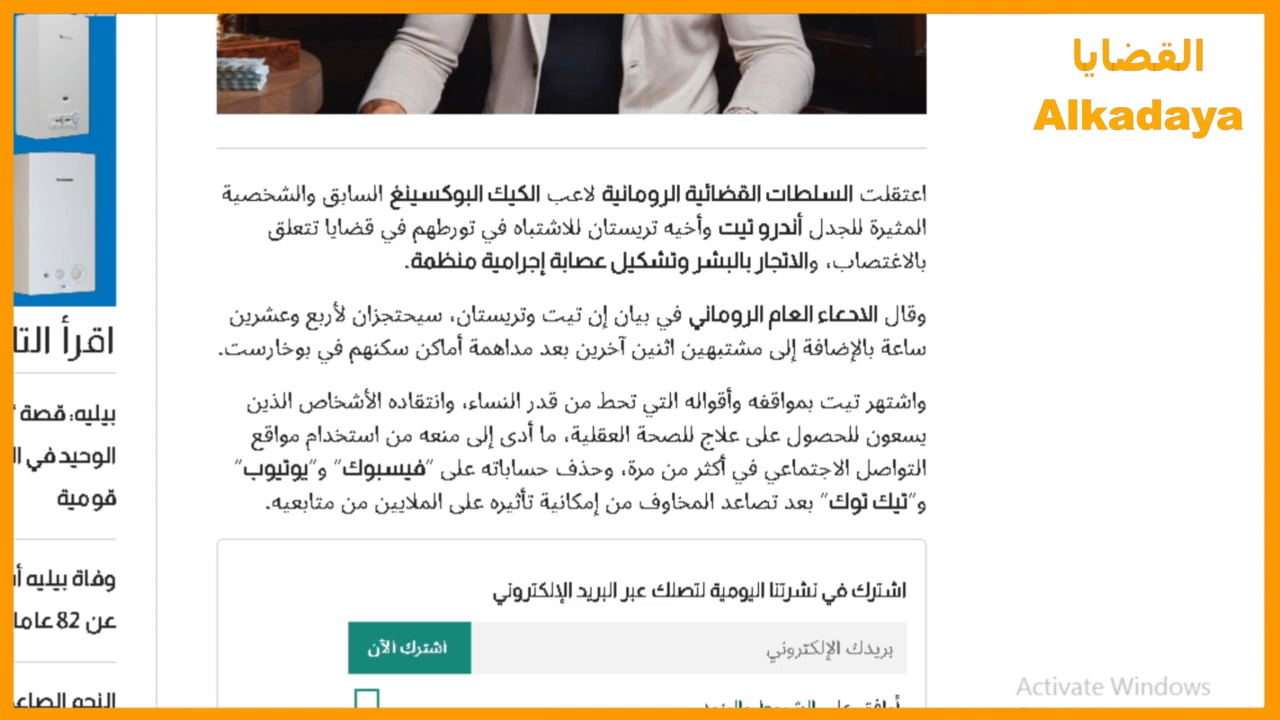 القضايا
Alkadaya
اعتقلت السلطات القضائية الرومانية لاعب الكيك البوكسينغ السابق والشخصية
المثيرة للجدل أندرو تيت وأخيه تريستان للاشتباه في تورطهم في قضايا تتعلق
بالاغتصاب، والاتجار بالبشر وتشكيل عصابة إجرامية منظمة.
وقال الادعاء العام الروماني في بيان إن تيت وتريستان، سيحتجزان لأربع وعشرين
ساعة بالإضافة إلى مشتبهين اثنين آخرين بعد مداهمة أماكن سكنهم في بوخارست.
واشتهر تيت بمواقفه وأقواله التي تحط من قدر النساء، وانتقاده الأشخاص الذين
يسعون للحصول على علاج للصحة العقلية، ما أدى إلى منعه من استخدام مواقع
التواصل الاجتماعي في أكثر من مرة، وحذف حساباته على “فيسبوك” و“يوتيوب”
و“تيك توك” بعد تصاعد المخاوف من إمكانية تأثيره على الملايين من متابعيه.
اشترك في نشرتنا اليومية لتصلك عبر البريد الإلكتروني
بريدك الإلكتروني
اشترك الآن
اقرأ
بيليه: قصة
الوحيد في
قومية
وفاة بيليه
عن 82 عاما
النجم
Activate Windows